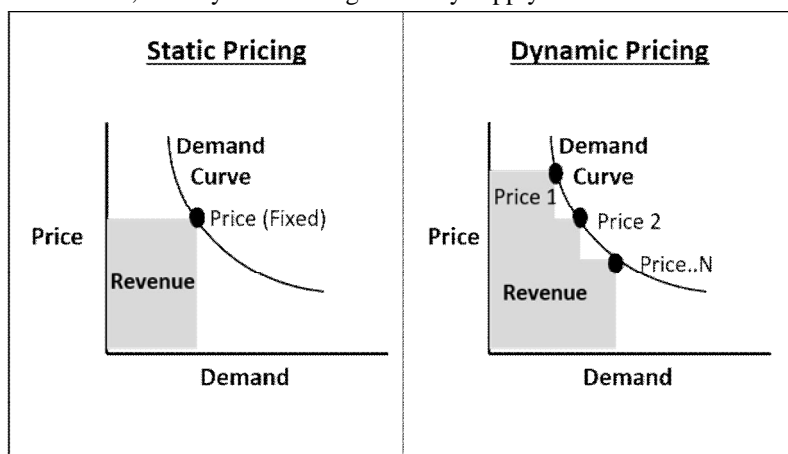 Static Pricing
Demand
Curve
Price (Fixed)
Price
Revenue
Demand
Dynamic Pricing
Demand
Curve
Price 1
Price 2
Price
Price..N
Revenue
Demand